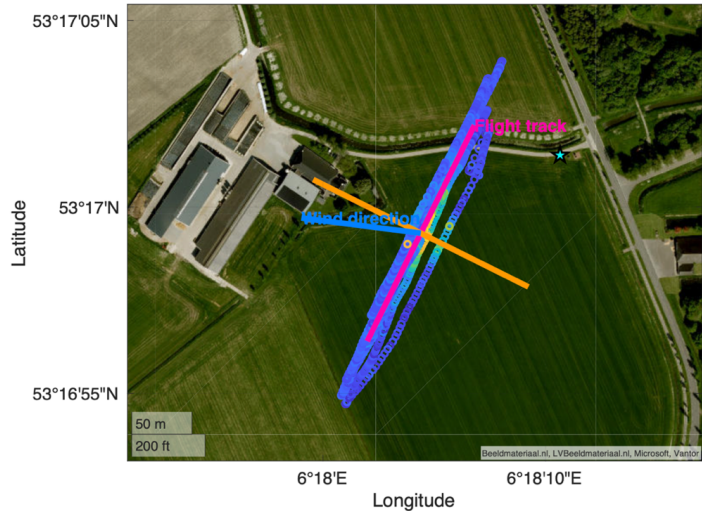 53°17'05"N
Flight track
53°17'N
Wind direction
Latitude
53°16'55"N
50 m
200 ft
Beeldmateriaal.nl, LVBeeldmateriaal.nl, Microsoft, Vantor
6°18'E
6°18'10"E
Longitude